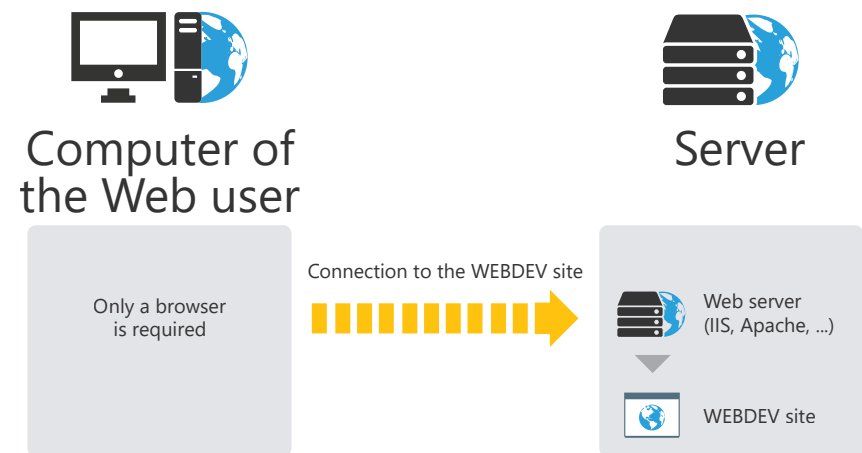 Computer of
the Web user
Server
Only a browser
is required
Connection to the WEBDEV site
Web server
(IIS, Apache, ...)
WEBDEV site